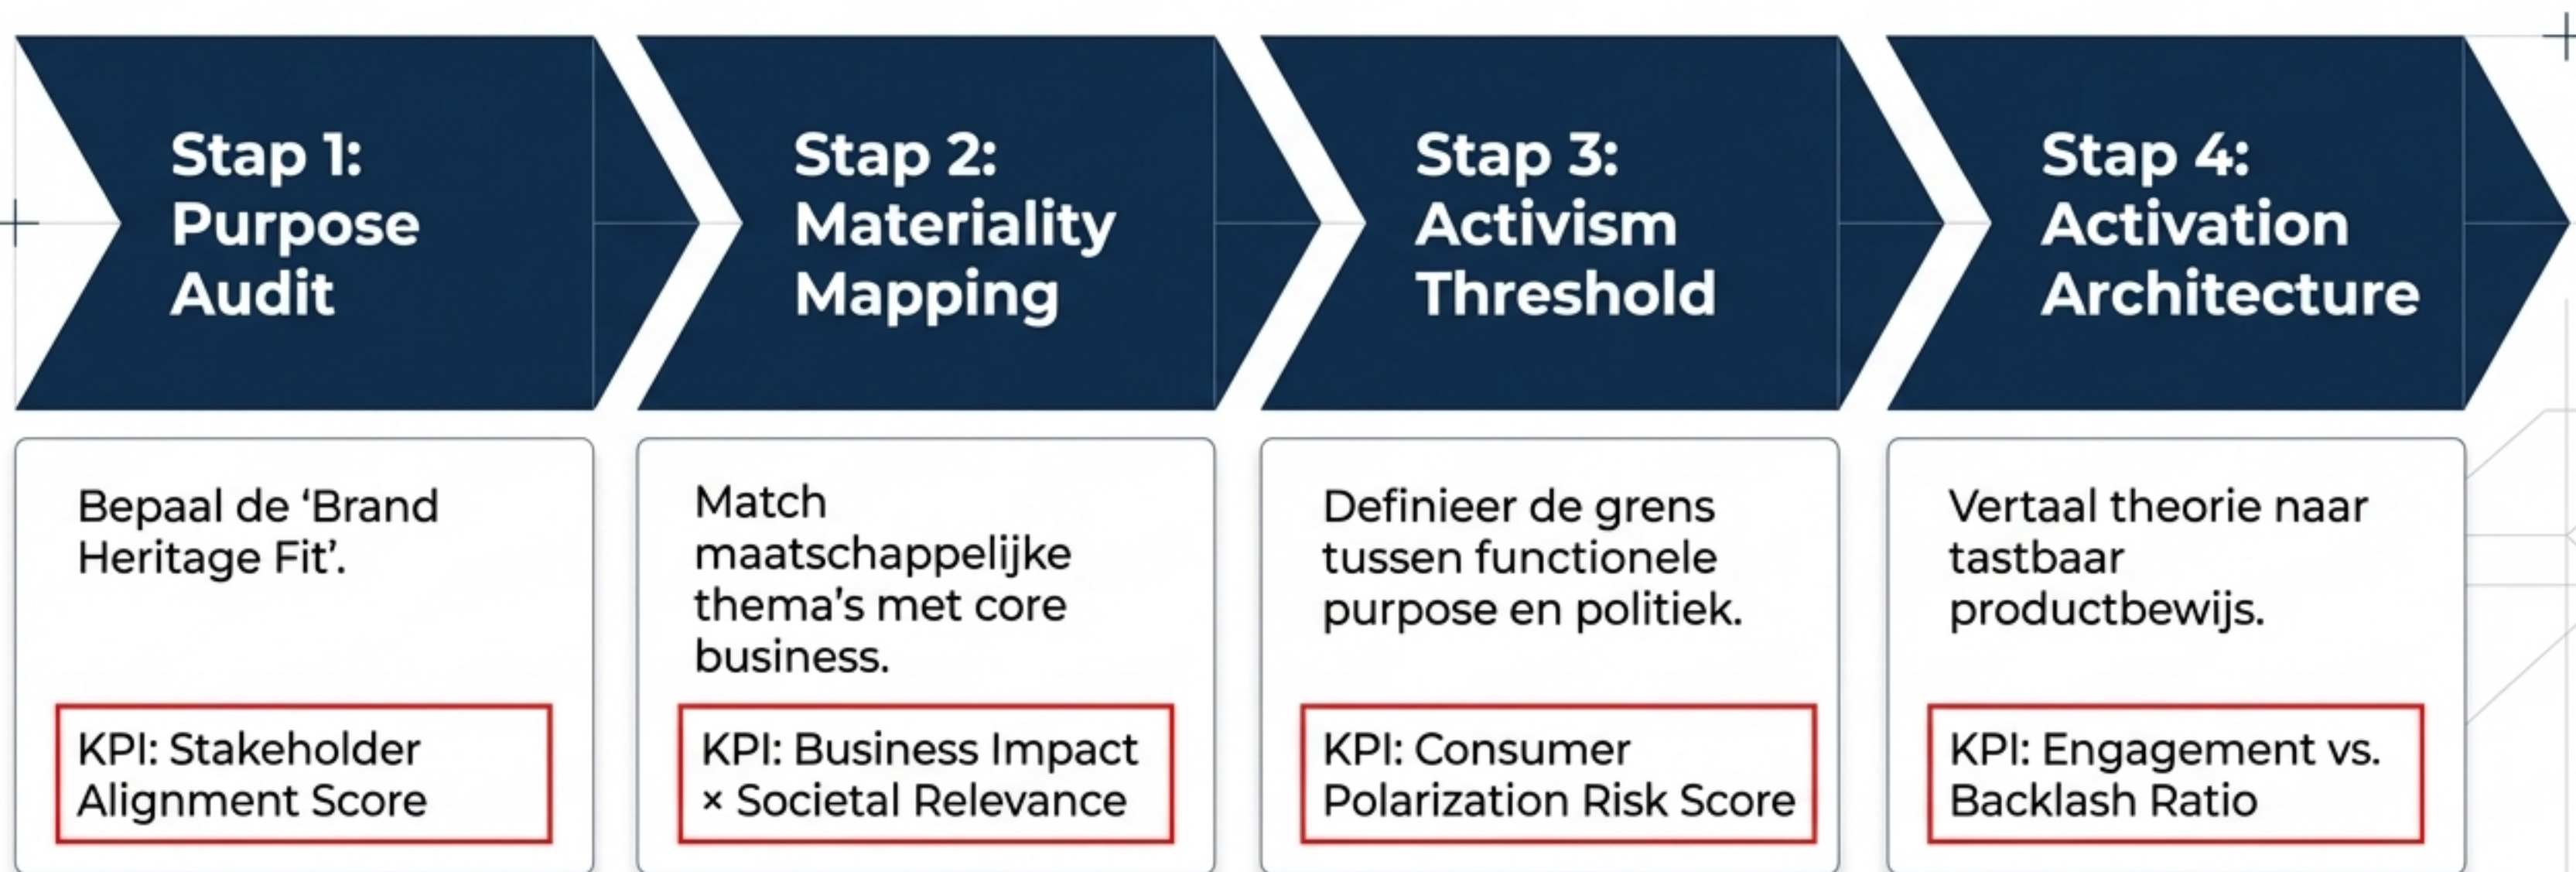 Stap 1:
Purpose
Audit
Bepaal de ‘Brand
Heritage Fit’.
KPI: Stakeholder
Alignment Score
Stap 2:
Materiality
Mapping
Match
maatschappelijke
thema’s met core
business.
KPI: Business Impact
× Societal Relevance
Stap 3:
Activism
Threshold
Definieer de grens
tussen functionele
purpose en politiek.
KPI: Consumer
Polarization Risk Score
Stap 4:
Activation
Architecture
Vertaal theorie naar
tastbaar
productbewijs.
KPI: Engagement vs.
Backlash Ratio